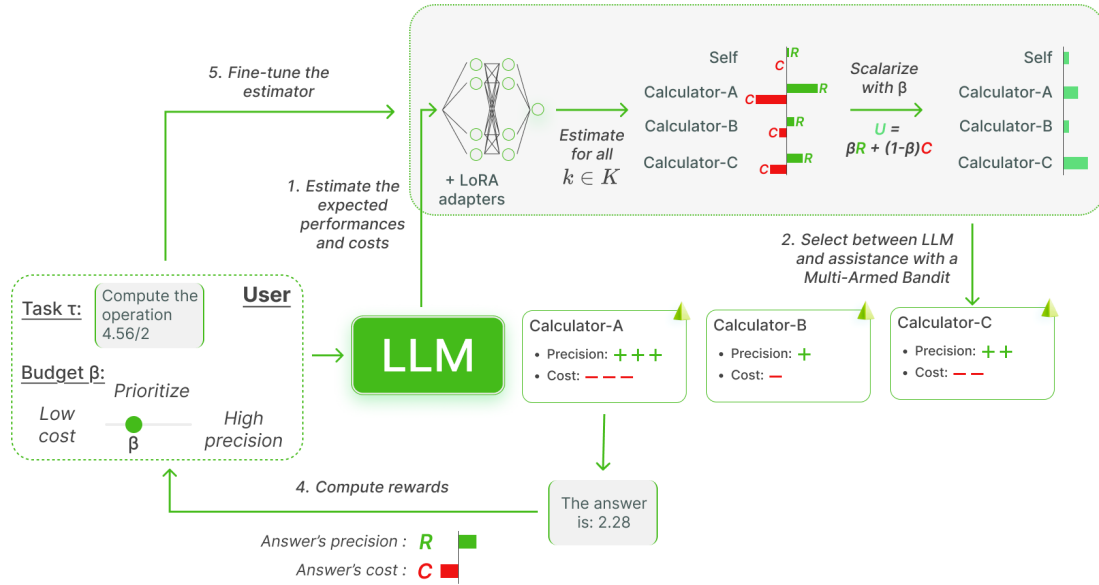 5. Fine-tune the
estimator
1. Estimate the
expected
performances
and costs
+ LoRA
adapters
Estimate
for all
k ∈ K
Self
R
C
Calculator-A
R
C
Calculator-B
R
C
Calculator-C
R
C
Scalarize
with β
U =
βR + (1-β)C
Self
Calculator-A
Calculator-B
Calculator-C
2. Select between LLM
and assistance with a
Multi-Armed Bandit
User
Task τ:
Compute the
operation
4.56/2
Budget β:
Prioritize
Low
cost
β
High
precision
LLM
Calculator-A
• Precision: +++
• Cost: −−−
Calculator-B
• Precision: +
• Cost: −
Calculator-C
• Precision: ++
• Cost: −−
4. Compute rewards
The answer
is: 2.28
Answer's precision : R
Answer's cost : C